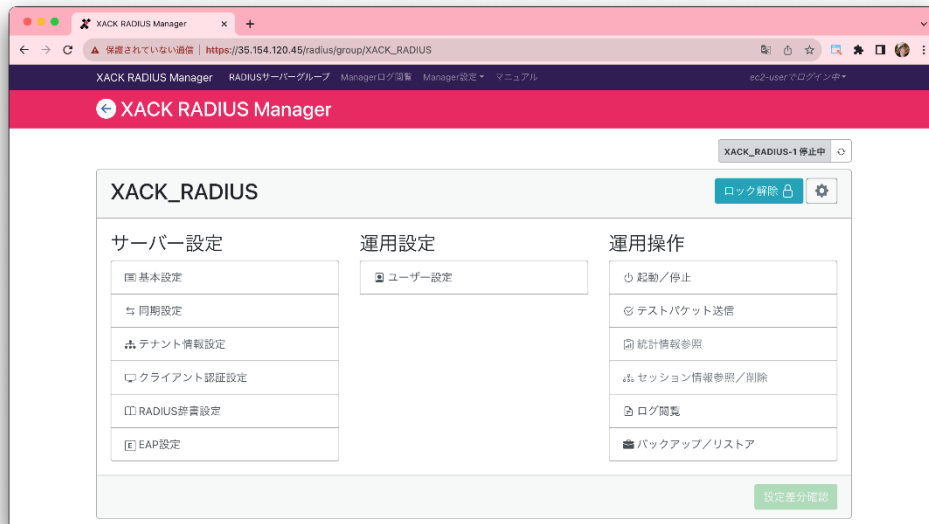 XACK RADIUS Manager
保護されていない通信 | https://35.154.120.45/radius/group/XACK_RADIUS
XACK RADIUS Manager RADIUSサーバーグループ Managerログ閲覧 Manager設定 マニュアル ec2-userでログイン中
XACK RADIUS Manager
XACK_RADIUS-1 停止中
XACK_RADIUS
ロック解除
サーバー設定
基本設定
同期設定
テナント情報設定
クライアント認証設定
RADIUS辞書設定
EAP設定
運用設定
ユーザー設定
運用操作
起動/停止
テストパケット送信
統計情報参照
セッション情報参照/削除
ログ閲覧
バックアップ/リストア
設定差分確認